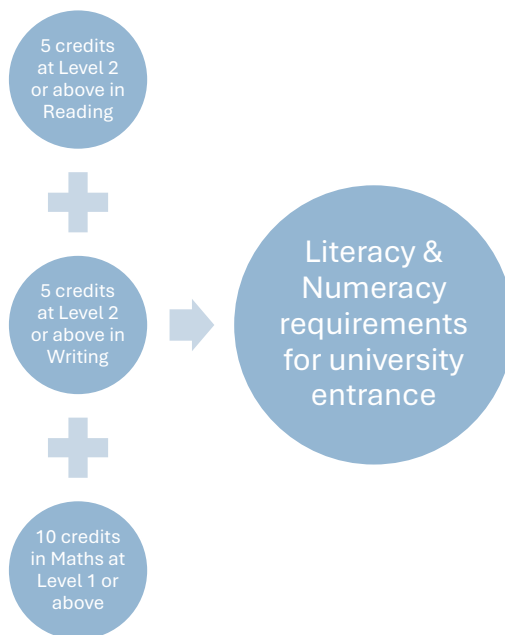 5 credits
at Level 2
or above in
Reading
5 credits
at Level 2
or above in
Writing
10 credits
in Maths at
Level 1 or
above
Literacy &
Numeracy
requirements
for university
entrance